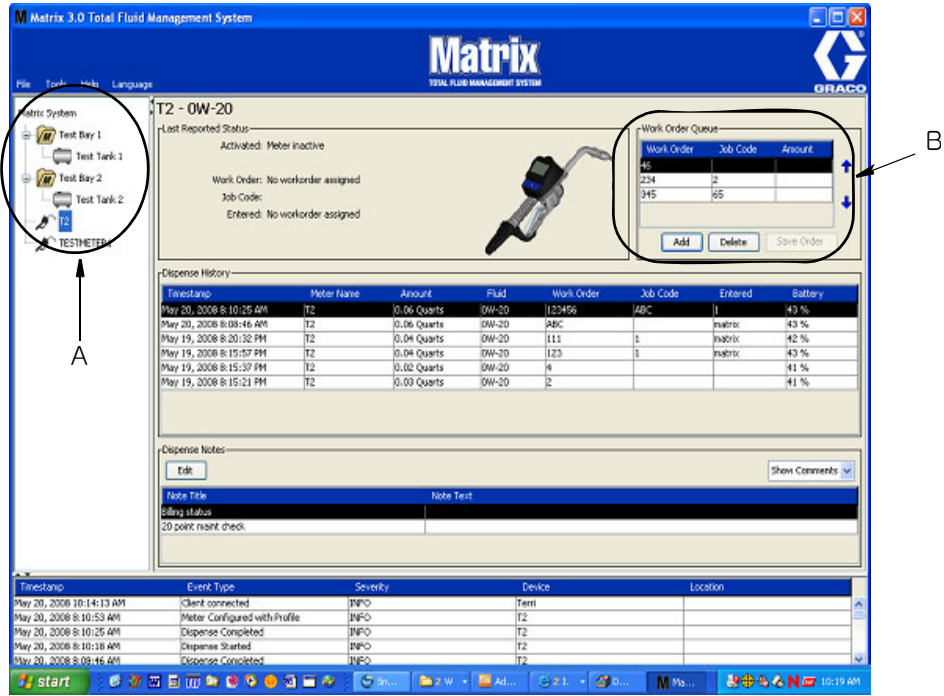 Matrix 3.0 Total Fluid Management System
Matrix
TOTAL FLUID MANAGEMENT SYSTEM
GRACO
File Tools Help Language
Matrix System
Test Bay 1
Test Tank 1
Test Bay 2
Test Tank 2
T2
TESTMETER
A
T2 - 0W-20
Last Reported Status
Activated: Meter inactive
Work Order: No workorder assigned
Job Code:
Entered: No workorder assigned
Work Order Queue
Work Order Job Code Amount
46
234 2
345 65
Add Delete Save Order
B
Dispense History
Timestamp Meter Name Amount Fluid Work Order Job Code Entered Battery
May 20, 2008 8:10:25 AM T2 0.06 Quarts 0W-20 123456 ABC 1 43 %
May 20, 2008 8:08:46 AM T2 0.06 Quarts 0W-20 ABC matrix 43 %
May 19, 2008 8:20:32 PM T2 0.04 Quarts 0W-20 111 1 matrix 42 %
May 19, 2008 8:15:57 PM T2 0.04 Quarts 0W-20 123 1 matrix 43 %
May 19, 2008 8:15:37 PM T2 0.02 Quarts 0W-20 4 41 %
May 19, 2008 8:15:21 PM T2 0.03 Quarts 0W-20 2 41 %
Dispense Notes
Edit Show Comments
Note Title Note Text
Billing status
20 point maint check
Timestamp Event Type Severity Device Location
May 20, 2008 10:14:13 AM Client connected INFO Terri
May 20, 2008 8:10:53 AM Meter Configured with Profile INFO T2
May 20, 2008 8:10:25 AM Dispense Completed INFO T2
May 20, 2008 8:10:18 AM Dispense Started INFO T2
May 20, 2008 8:08:46 AM Dispense Completed INFO T2
start Sn... 2 W Ad... 2 1. O... Ma... 10:19 AM